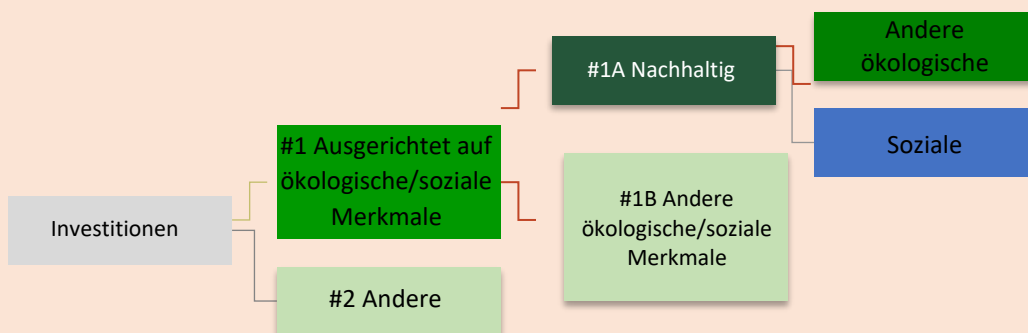 Investitionen
#1 Ausgerichtet auf
ökologische/soziale
Merkmale
#2 Andere
#1A Nachhaltig
#1B Andere
ökologische/soziale
Merkmale
Andere
ökologische
Soziale